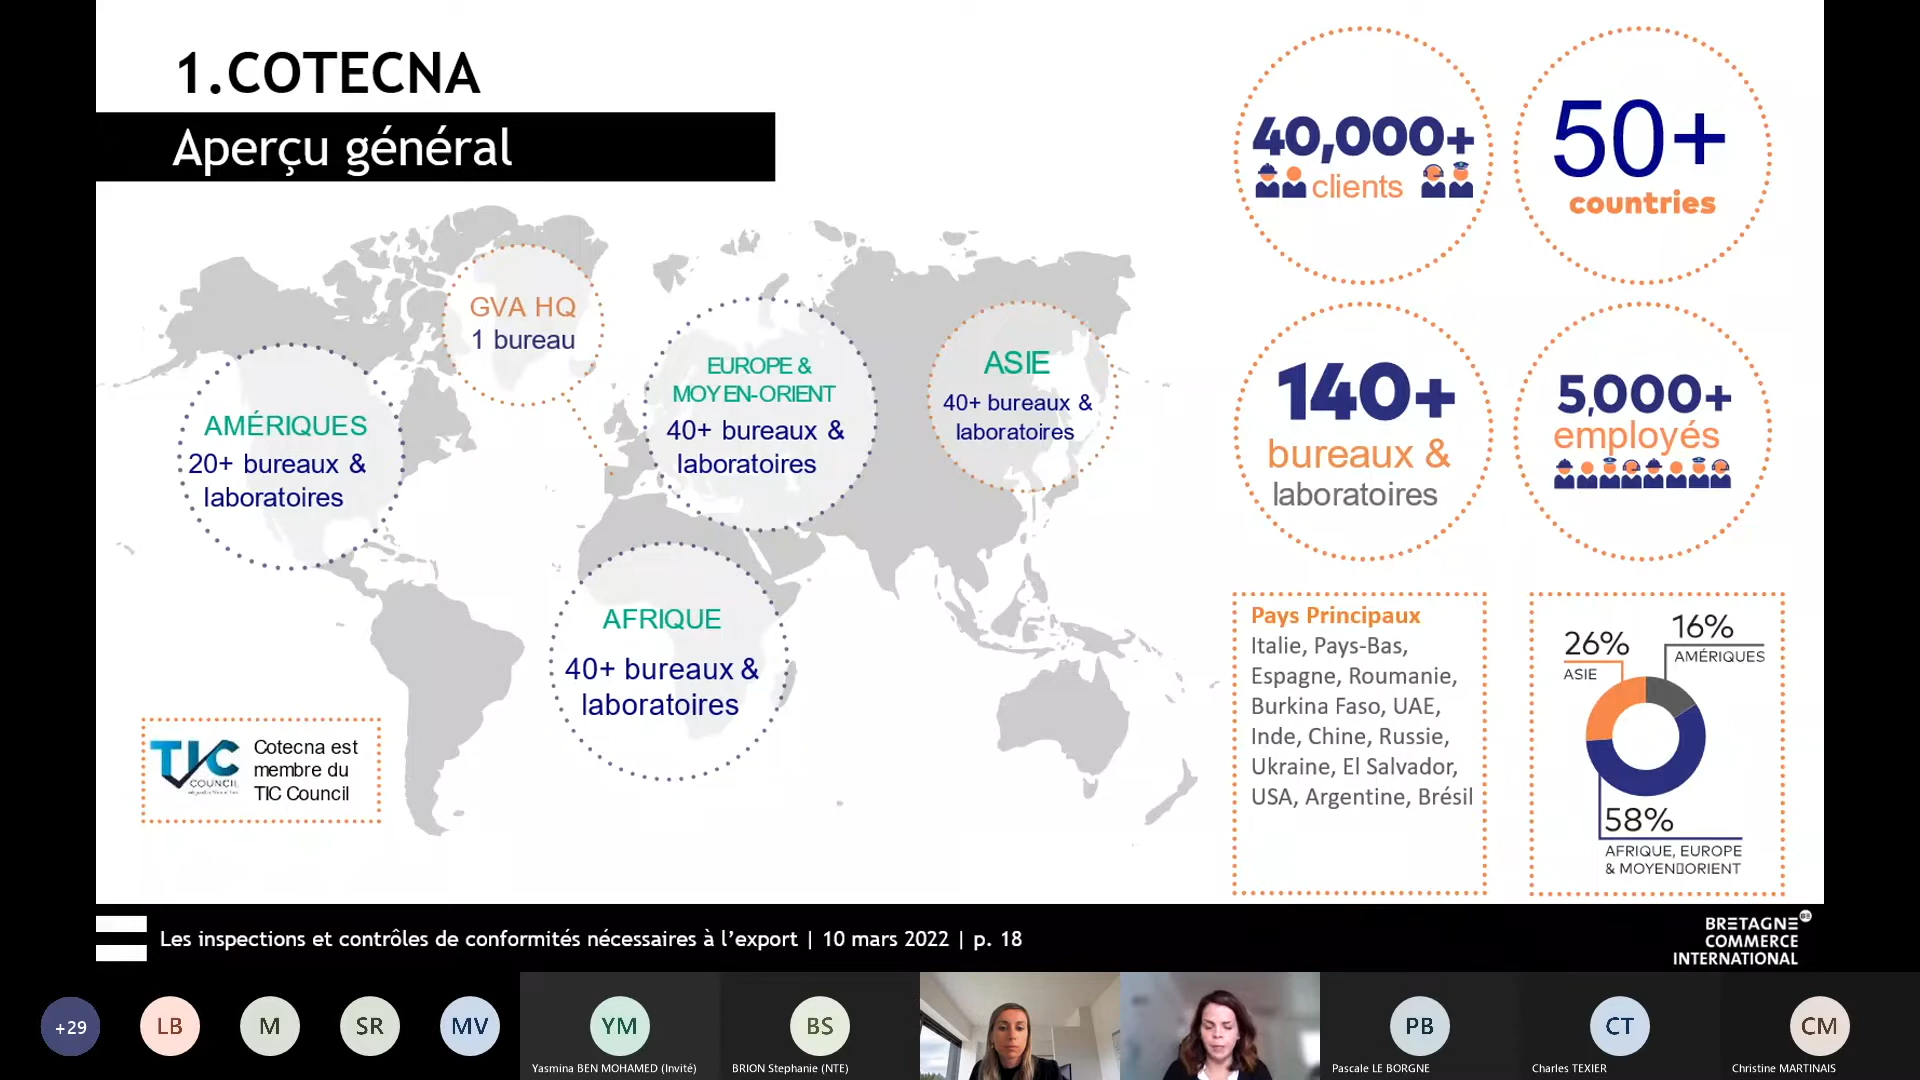 1.COTECNA
Aperçu général
GVA HQ
1 bureau
AMÉRIQUES
20+ bureaux &
laboratoires
EUROPE &
MOYEN-ORIENT
40+ bureaux &
laboratoires
ASIE
40+ bureaux &
laboratoires
AFRIQUE
40+ bureaux &
laboratoires
TIC
COUNCIL
Cotecna est
membre du
TIC Council
40,000+
clients
50+
countries
140+
bureaux &
laboratoires
5,000+
employés
Pays Principaux
Italie, Pays-Bas,
Espagne, Roumanie,
Burkina Faso, UAE,
Inde, Chine, Russie,
Ukraine, El Salvador,
USA, Argentine, Brésil
26%
ASIE
16%
AMÉRIQUES
58%
AFRIQUE, EUROPE
& MOYEN▯ORIENT
Les inspections et contrôles de conformités nécessaires à l’export | 10 mars 2022 | p. 18
BRETAGNE
COMMERCE
INTERNATIONAL
+29
LB
M
SR
MV
YM
Yasmina BEN MOHAMED (Invité)
BS
BRION Stephanie (NTE)
PB
Pascale LE BORGNE
CT
Charles TEXIER
CM
Christine MARTINAIS